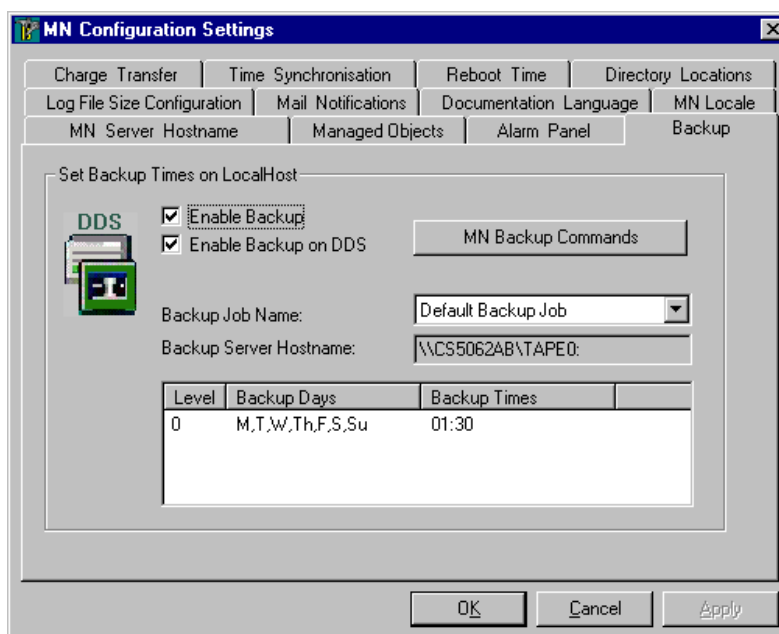 MN Configuration Settings
Charge Transfer Time Synchronisation Reboot Time Directory Locations
Log File Size Configuration Mail Notifications Documentation Language MN Locale
MN Server Hostname Managed Objects Alarm Panel Backup
Set Backup Times on LocalHost
DDS
Enable Backup
Enable Backup on DDS
MN Backup Commands
Backup Job Name: Default Backup Job
Backup Server Hostname: \\CS5062AB\TAPE0:
Level Backup Days Backup Times
0 M,T,W,Th,F,S,Su 01:30
OK Cancel Apply